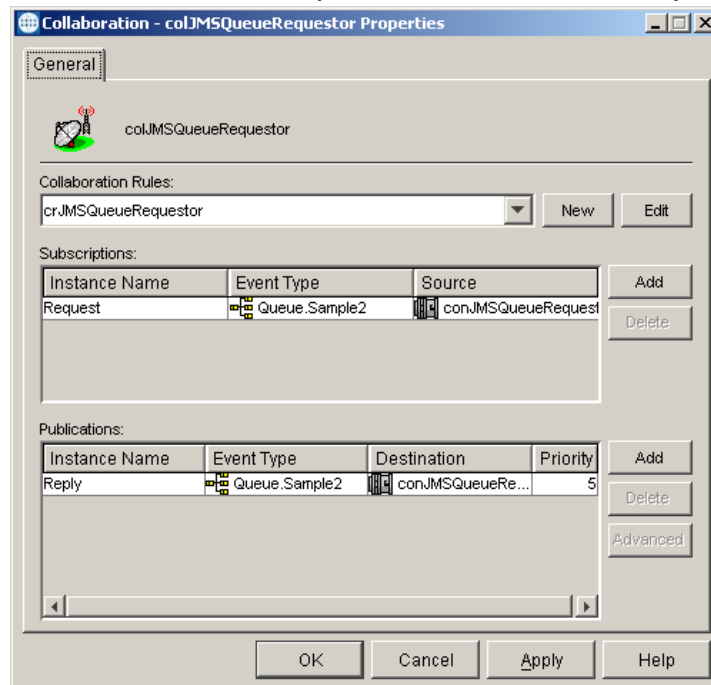 Collaboration - colJMSQueueRequestor Properties
General
colJMSQueueRequestor
Collaboration Rules:
crJMSQueueRequestor New Edit
Subscriptions:
Instance Name Event Type Source Add
Request Queue.Sample2 conJMSQueueRequest
Delete
Publications:
Instance Name Event Type Destination Priority Add
Reply Queue.Sample2 conJMSQueueRe... 5
Delete
Advanced
OK Cancel Apply Help